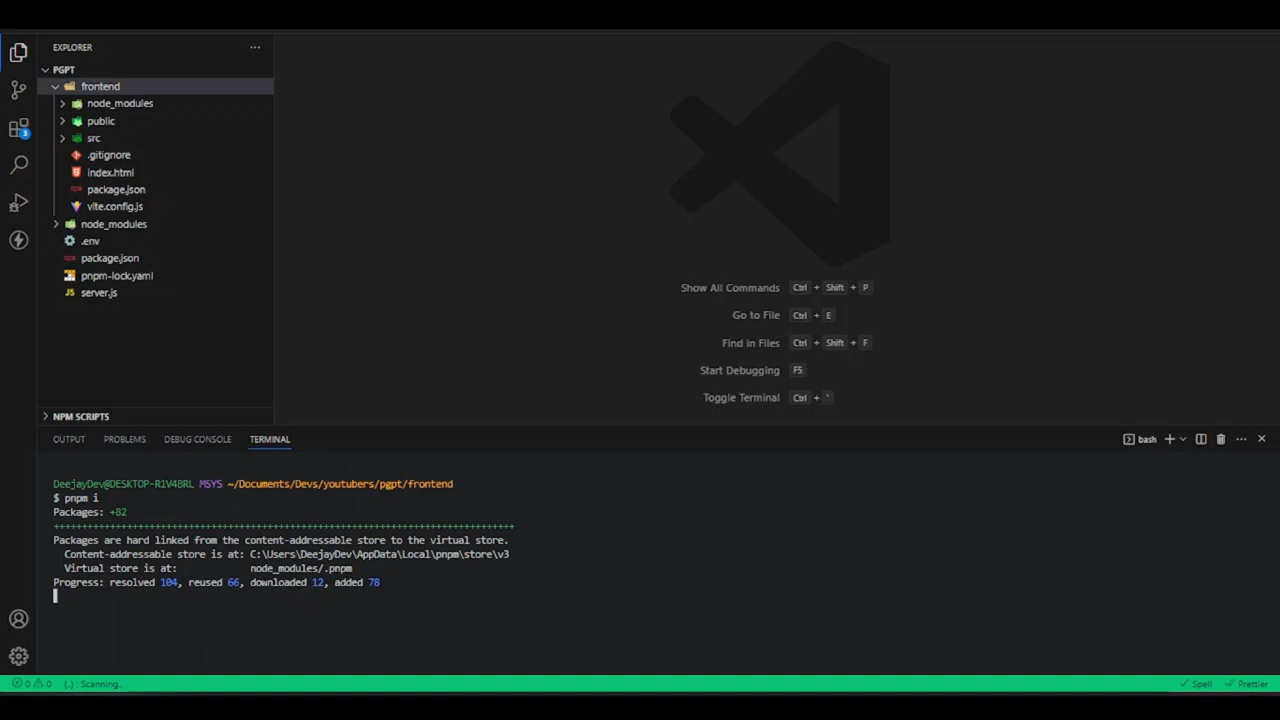 EXPLORER
PGPT
frontend
node_modules
public
src
.gitignore
index.html
package.json
vite.config.js
node_modules
.env
package.json
pnpm-lock.yaml
server.js
NPM SCRIPTS
3
Show All Commands Ctrl + Shift + P
Go to File Ctrl + E
Find in Files Ctrl + Shift + F
Start Debugging F5
Toggle Terminal Ctrl + `
OUTPUT PROBLEMS DEBUG CONSOLE TERMINAL bash
DeejayDev@DESKTOP-R1V4BRL MSYS ~/Documents/Devs/youtubers/pgpt/frontend
$ pnpm i
Packages: +82
++++++++++++++++++++++++++++++++++++++++++++++++++++++++++++++++++++++++++++++++++
Packages are hard linked from the content-addressable store to the virtual store.
Content-addressable store is at: C:\Users\DeejayDev\AppData\Local\pnpm\store\v3
Virtual store is at: node_modules/.pnpm
Progress: resolved 104, reused 66, downloaded 12, added 78
0 0 {..} : Scanning.. Spell Prettier